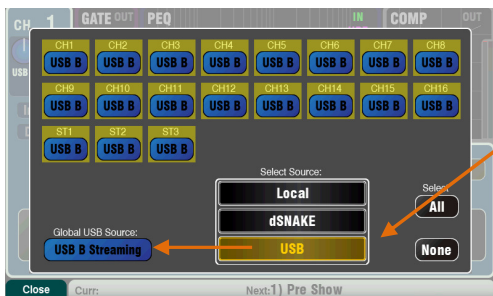 CH 1 GATE OUT PEQ IN COMP OUT
CH1 CH2 CH3 CH4 CH5 CH6 CH7 CH8
USB B USB B USB B USB B USB B USB B USB B USB B
USB
CH9 CH10 CH11 CH12 CH13 CH14 CH15 CH16
USB B USB B USB B USB B USB B USB B USB B USB B
ST1 ST2 ST3
USB B USB B USB B
Select Source:
Local
Select
All
dSNAKE
Global USB Source:
USB B Streaming
USB
None
Close Curr: Next:1) Pre Show